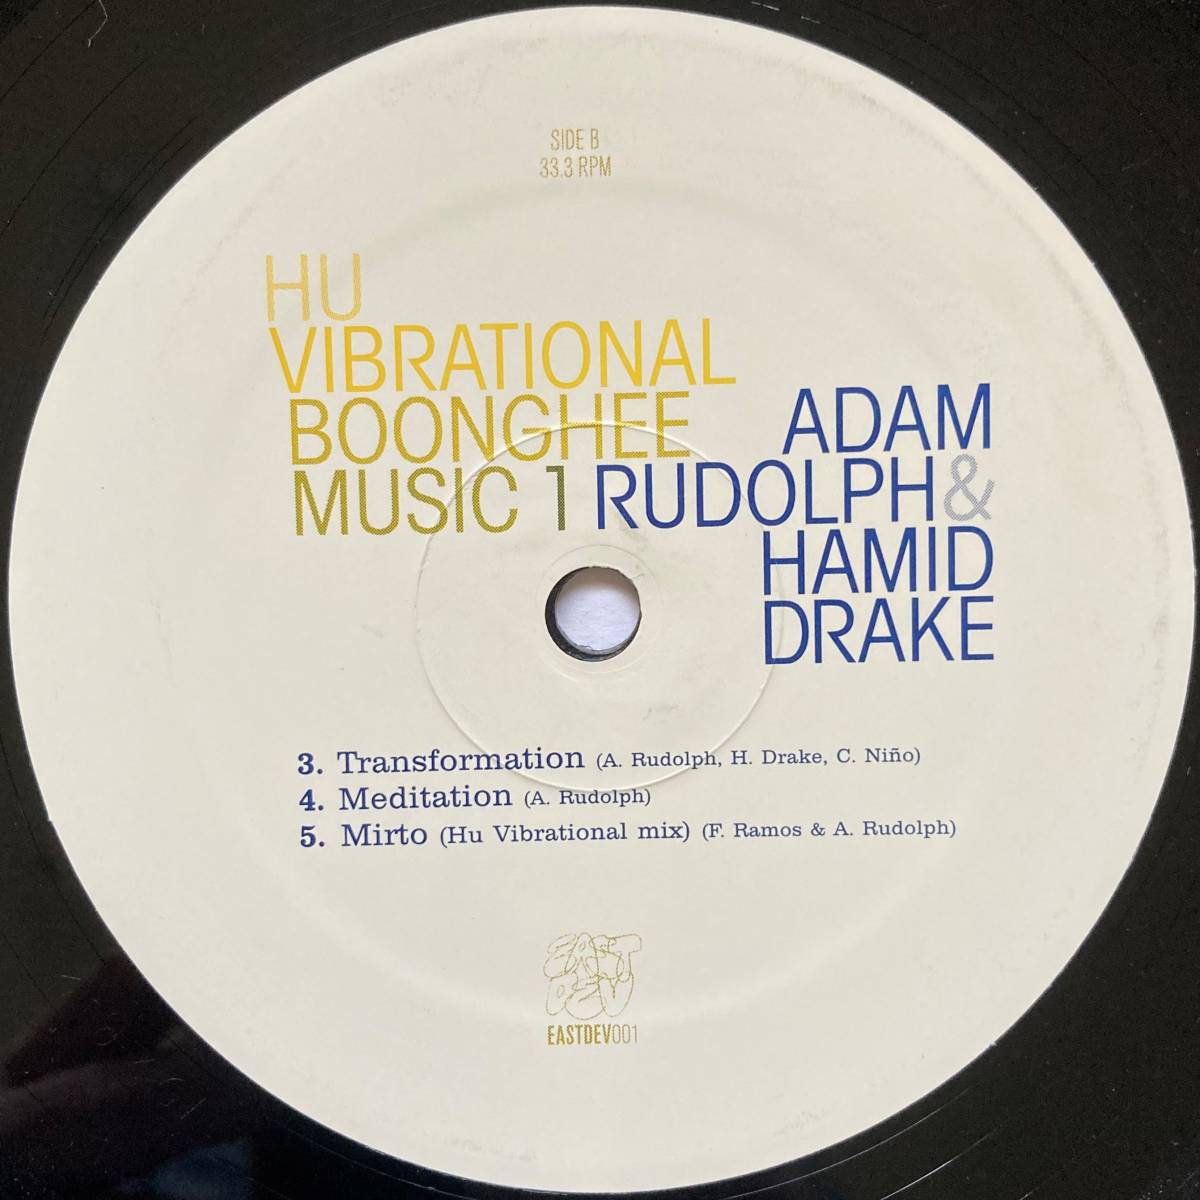 SIDE B
33.3 RPM
HU
VIBRATIONAL
BOONGHEE
MUSIC 1
ADAM
RUDOLPH &
HAMID
DRAKE
3. Transformation (A. Rudolph, H. Drake, C. Niño)
4. Meditation (A. Rudolph)
5. Mirto (Hu Vibrational mix) (F. Ramos & A. Rudolph)
EAST
DEV
EASTDEV001